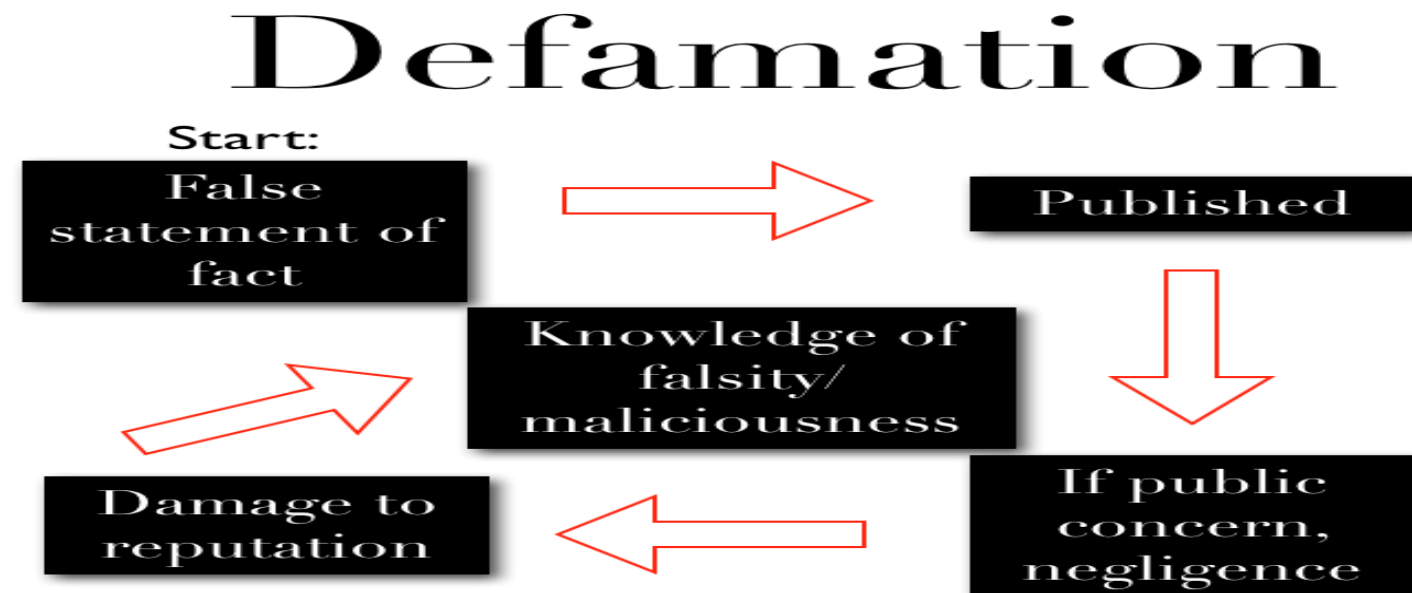 Defamation
Start:
False
statement of
fact
Published
If public
concern,
negligence
Damage to
reputation
Knowledge of
falsity/
maliciousness